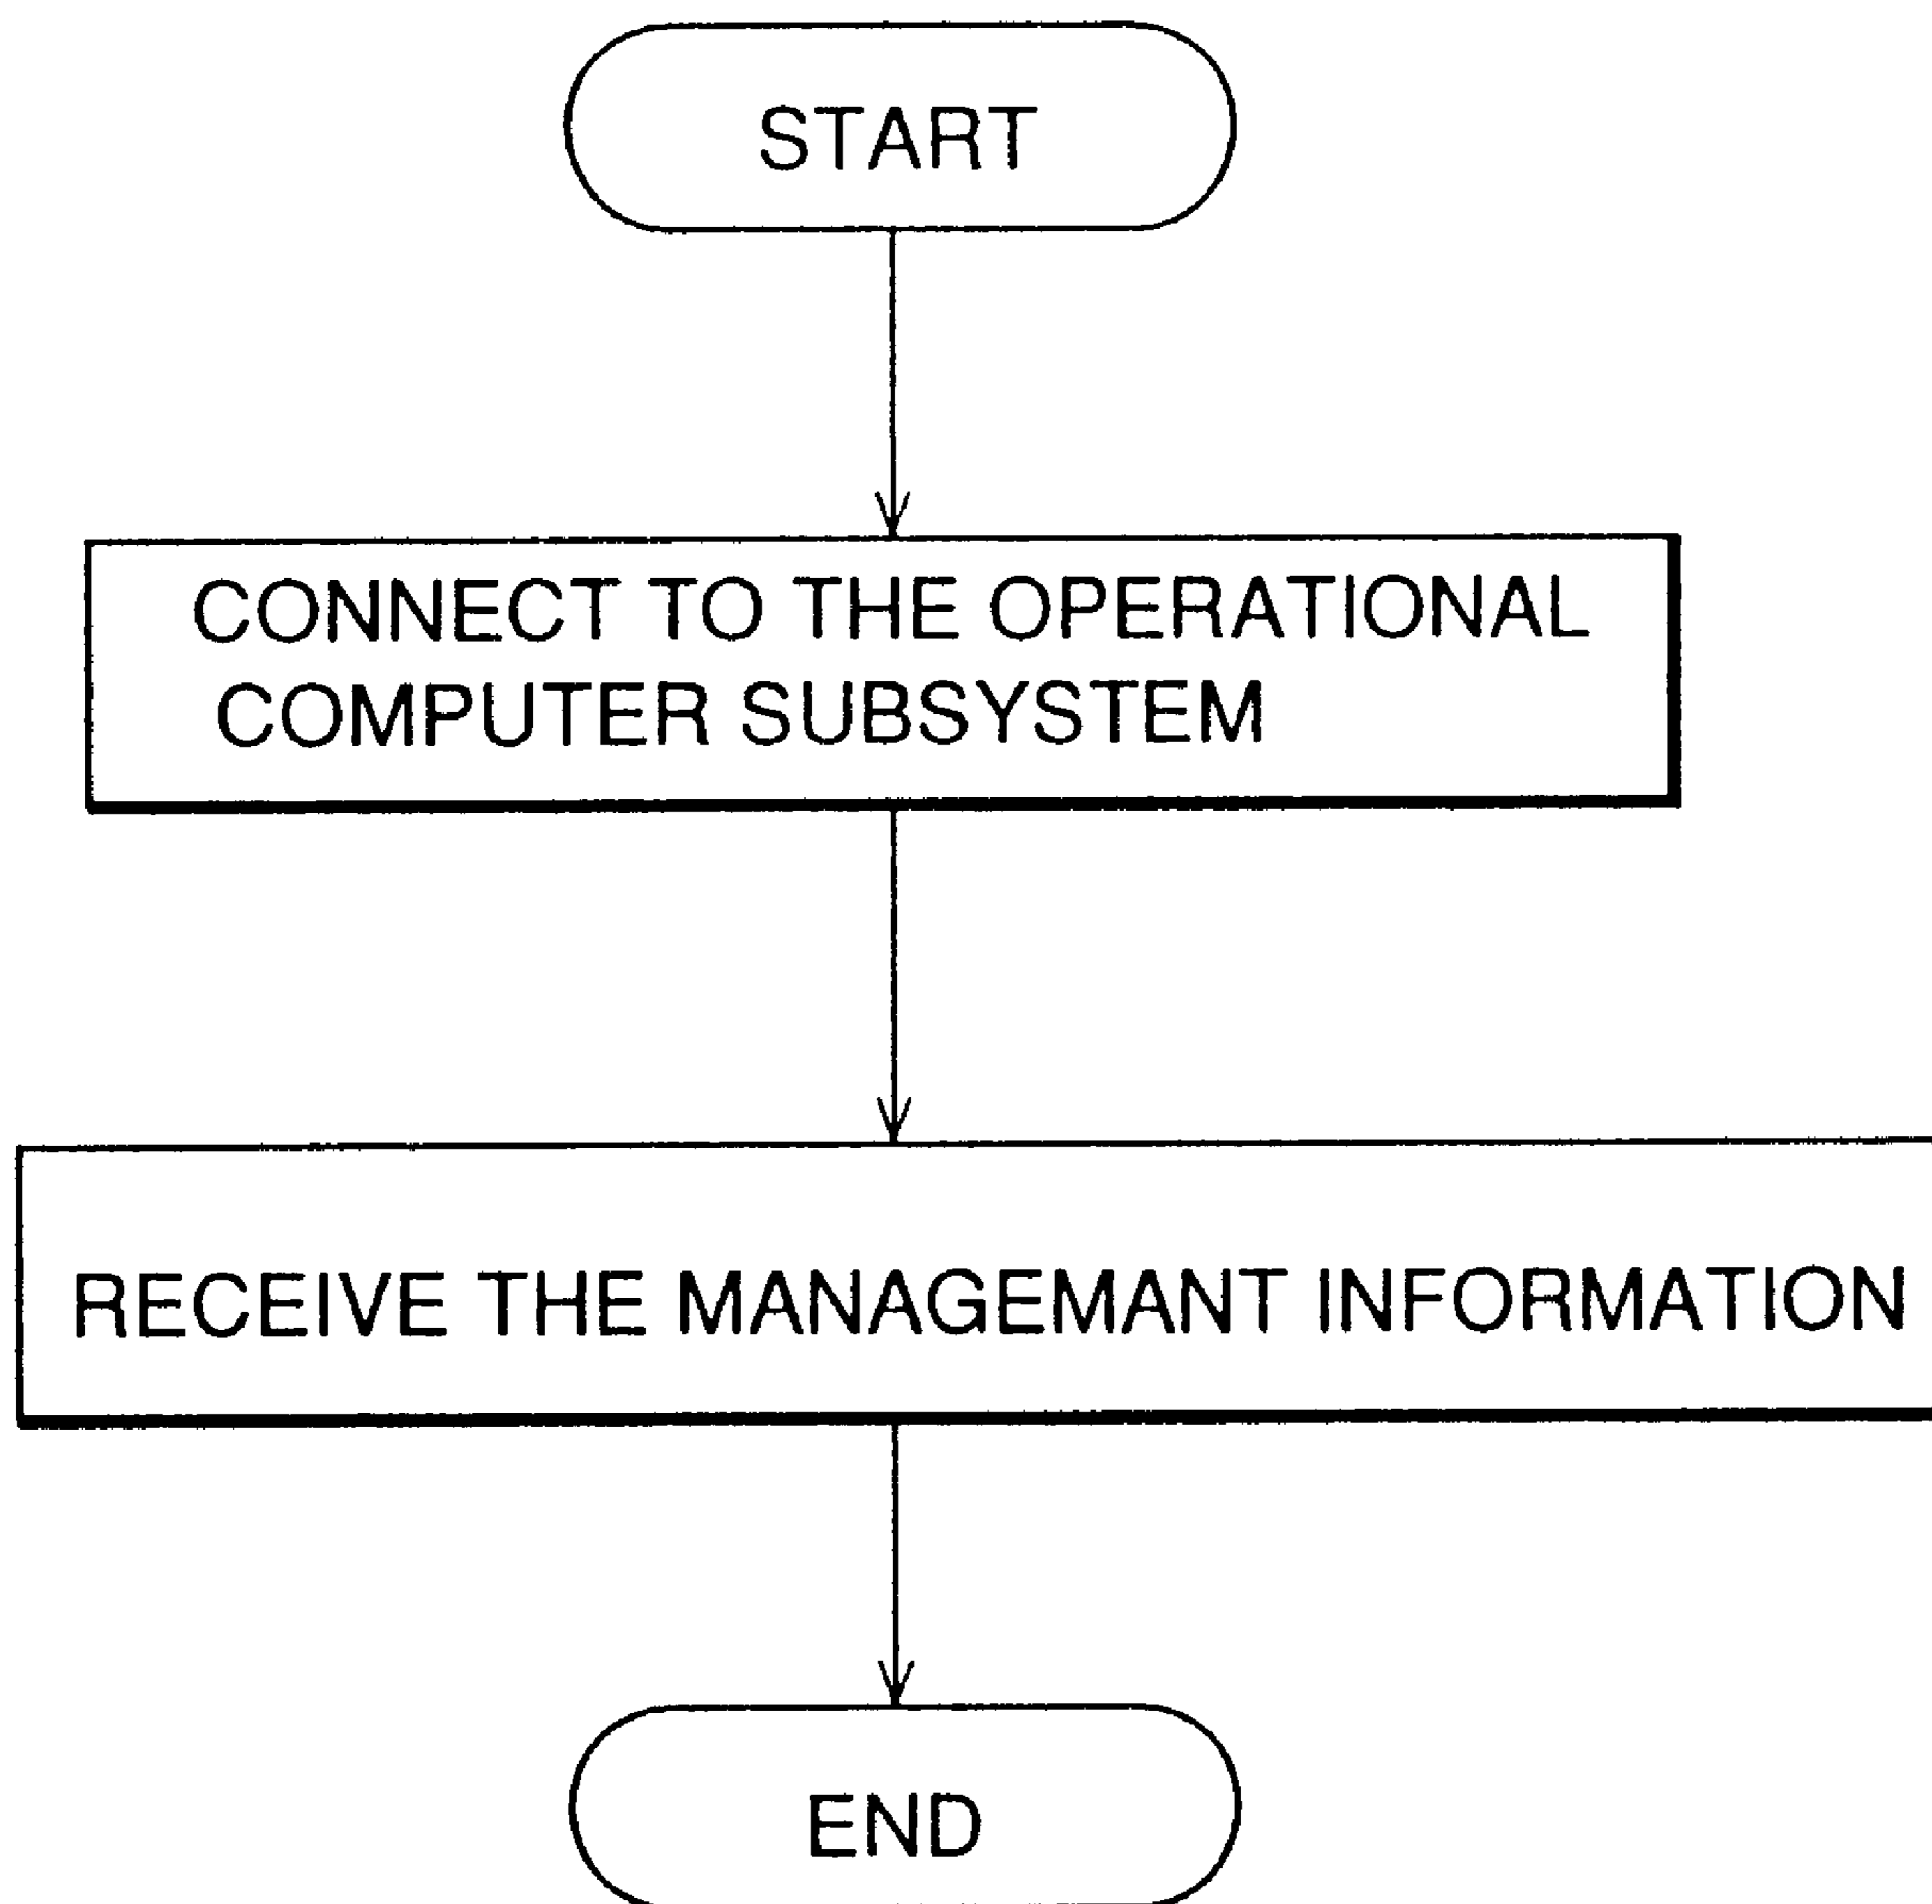 START
CONNECT TO THE OPERATIONAL
COMPUTER SUBSYSTEM
RECEIVE THE MANAGEMANT INFORMATION
END